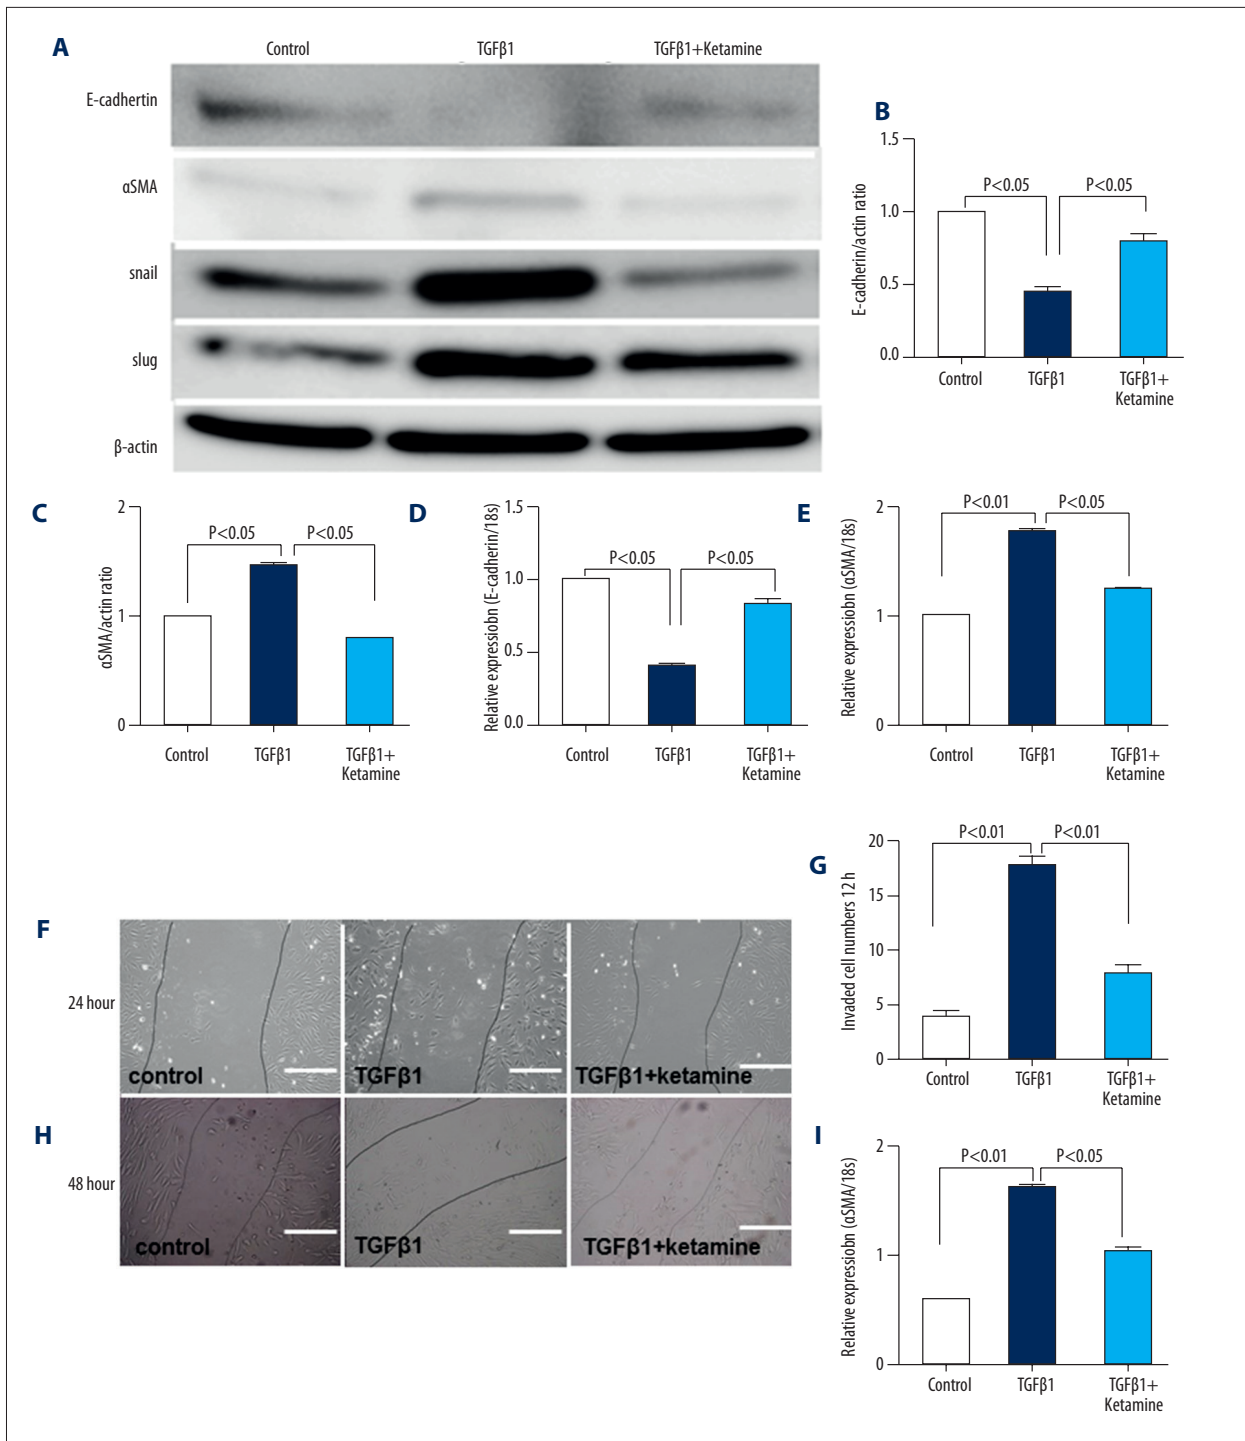 A
Control
TGFβ1
TGFβ1+Ketamine
E-cadhertin
αSMA
snail
slug
β-actin
B
E-cadherin/actin ratio
1.5
1.0
0.5
0.0
P<0.05
P<0.05
Control
TGFβ1
TGFβ1+
Ketamine
C
αSMA/actin ratio
2
1
0
P<0.05
P<0.05
Control
TGFβ1
TGFβ1+
Ketamine
D
Relative expressiobn (E-cadherin/18s)
1.5
1.0
0.5
0.0
P<0.05
P<0.05
Control
TGFβ1
TGFβ1+
Ketamine
E
Relative expressiobn (αSMA/18s)
2
1
0
P<0.01
P<0.05
Control
TGFβ1
TGFβ1+
Ketamine
F
24 hour
control
TGFβ1
TGFβ1+ketamine
G
Invaded cell numbers 12 h
20
15
10
5
0
P<0.01
P<0.01
Control
TGFβ1
TGFβ1+
Ketamine
H
48 hour
control
TGFβ1
TGFβ1+ketamine
I
Relative expressiobn (αSMA/18s)
2
1
0
P<0.01
P<0.05
Control
TGFβ1
TGFβ1+
Ketamine